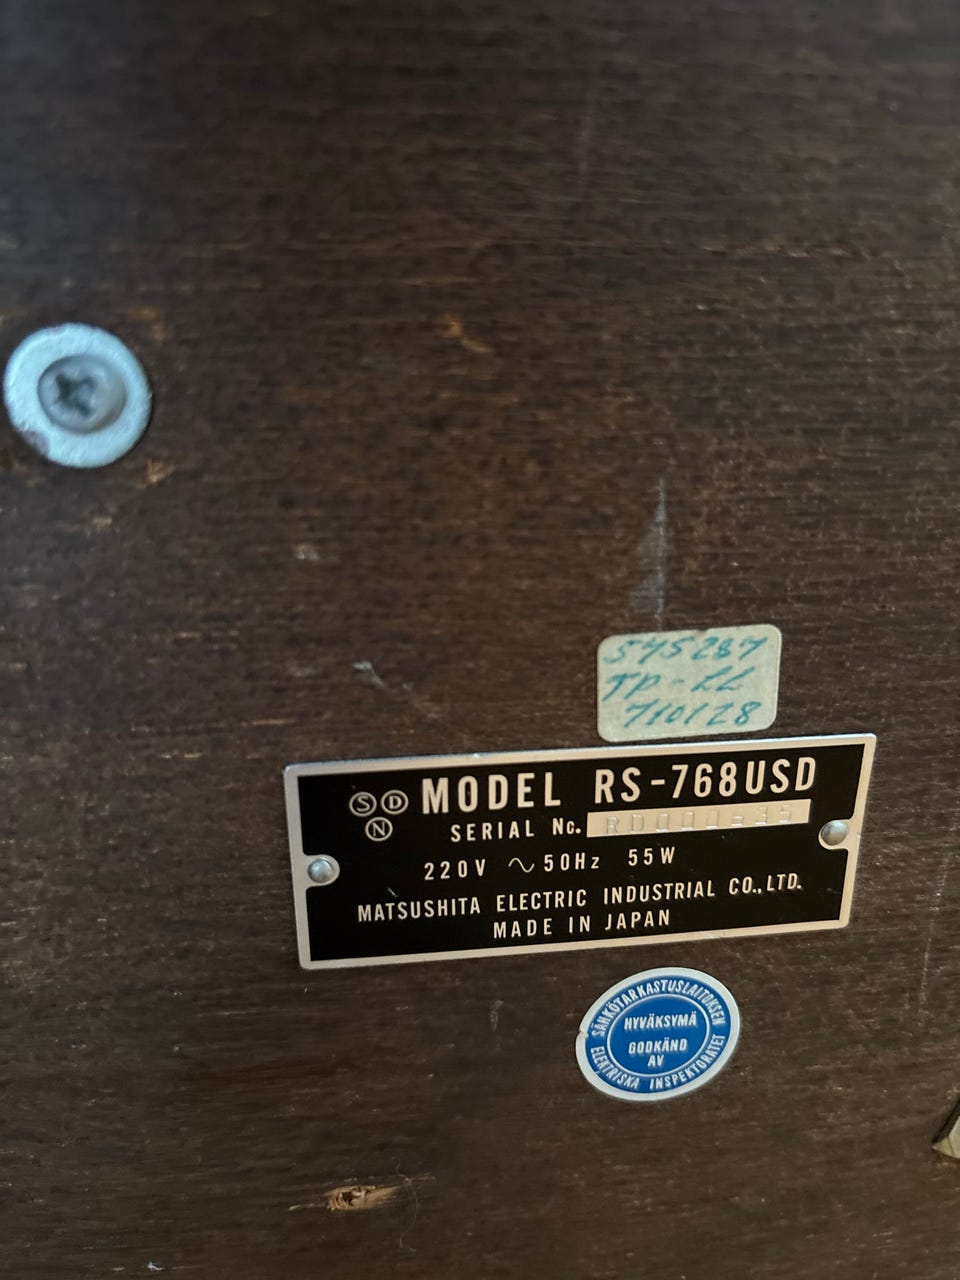 545287
TP-LL
710128
S D
N
MODEL RS-768USD
SERIAL No.
220V ~ 50Hz 55W
MATSUSHITA ELECTRIC INDUSTRIAL CO.,LTD.
MADE IN JAPAN
SÄHKÖTARKASTUSLAITOKSEN
HYVÄKSYMÄ
GODKÄND
AV
ELEKTRISKA INSPEKTORATET